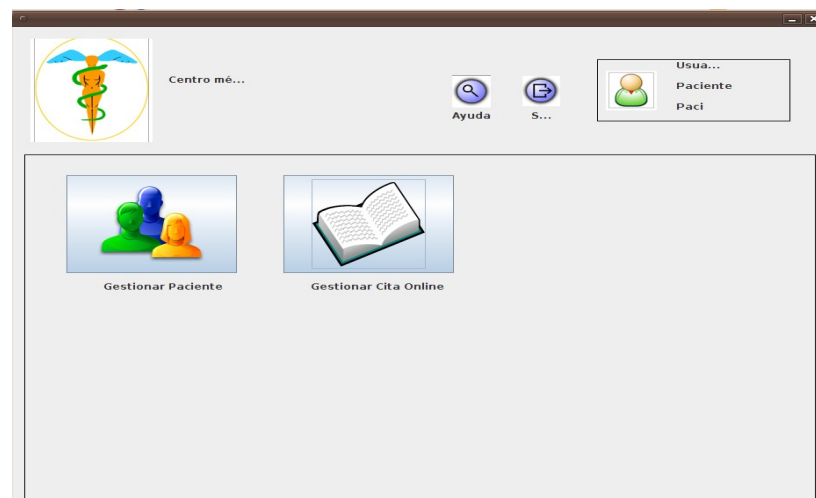 Centro mé...
Ayuda
S...
Usua...
Paciente
Paci
Gestionar Paciente
Gestionar Cita Online